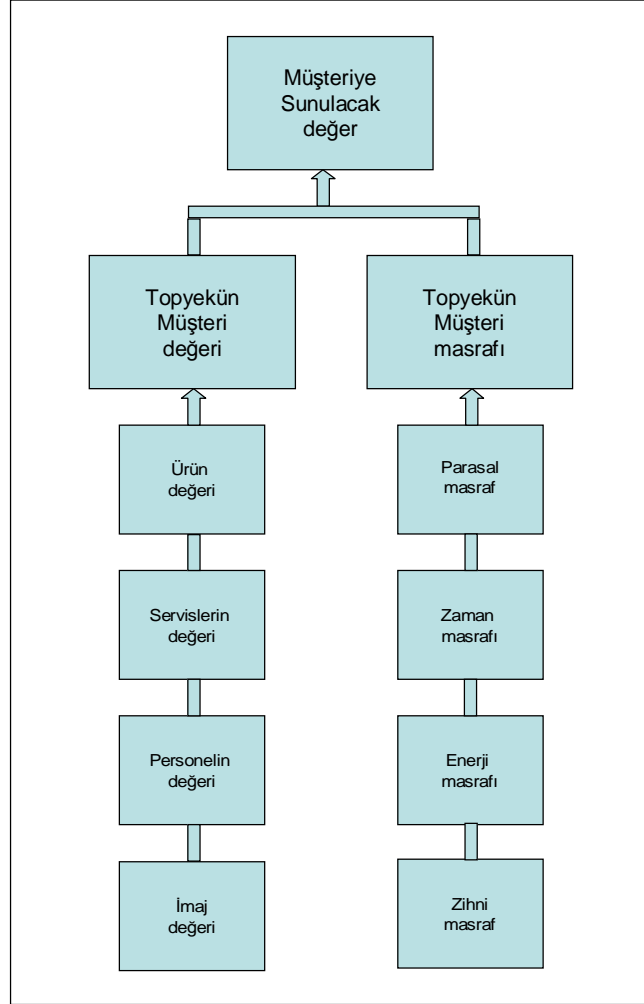 Müşteriye
Sunulacak
değer
Topyekün
Müşteri
değeri
Topyekün
Müşteri
masrafı
Ürün
değeri
Parasal
masraf
Servislerin
değeri
Zaman
masrafı
Personelin
değeri
Enerji
masrafı
İmaj
değeri
Zihni
masraf